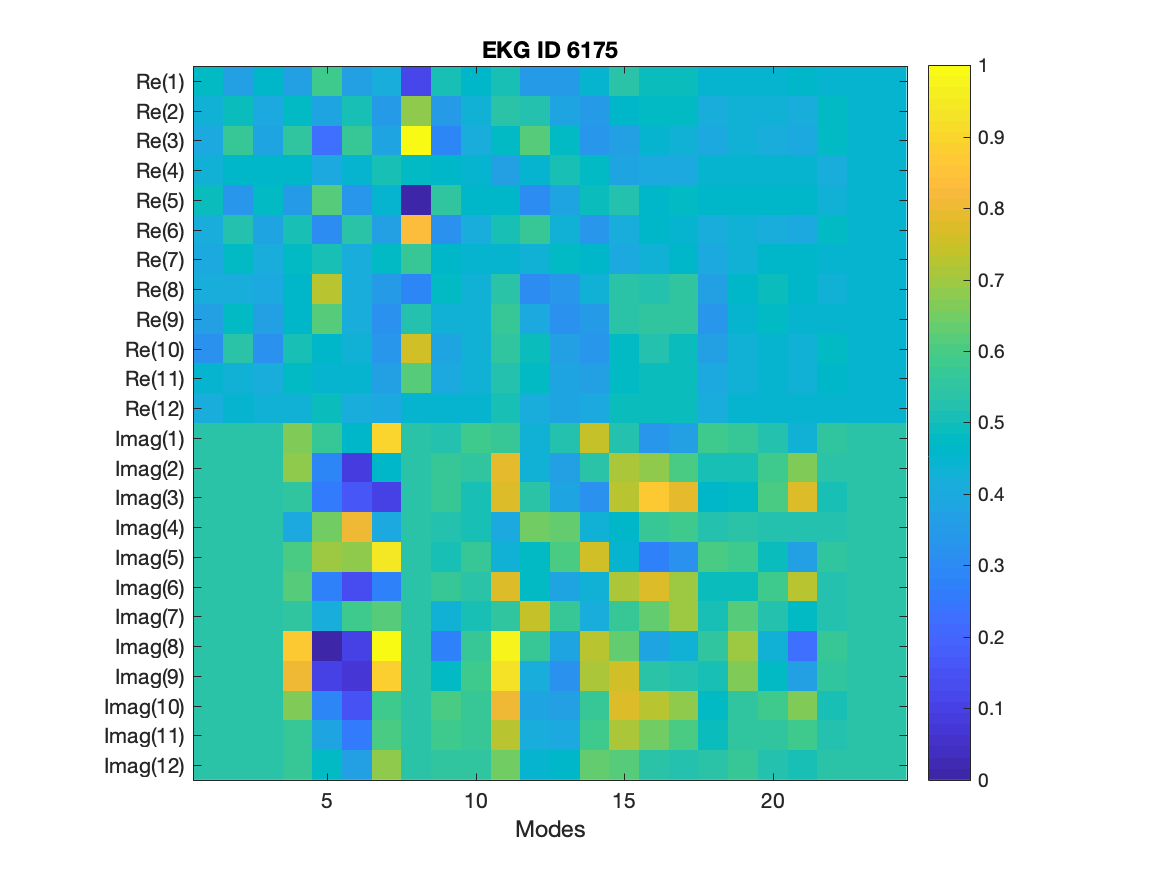 EKG ID 6175
Re(1)
Re(2)
Re(3)
Re(4)
Re(5)
Re(6)
Re(7)
Re(8)
Re(9)
Re(10)
Re(11)
Re(12)
Imag(1)
Imag(2)
Imag(3)
Imag(4)
Imag(5)
Imag(6)
Imag(7)
Imag(8)
Imag(9)
Imag(10)
Imag(11)
Imag(12)
5 10 15 20
Modes
1
0.9
0.8
0.7
0.6
0.5
0.4
0.3
0.2
0.1
0